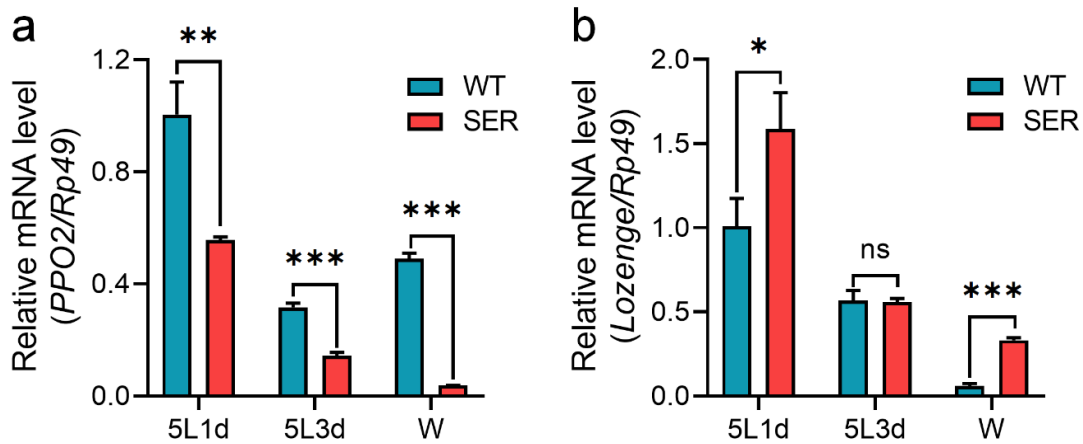 a
Relative mRNA level
(PPO2/Rp49)
1.2
0.8
0.4
0.0
**
***
***
WT
SER
5L1d
5L3d
W
b
Relative mRNA level
(Lozenge/Rp49)
2.0
1.5
1.0
0.5
0.0
*
ns
***
WT
SER
5L1d
5L3d
W